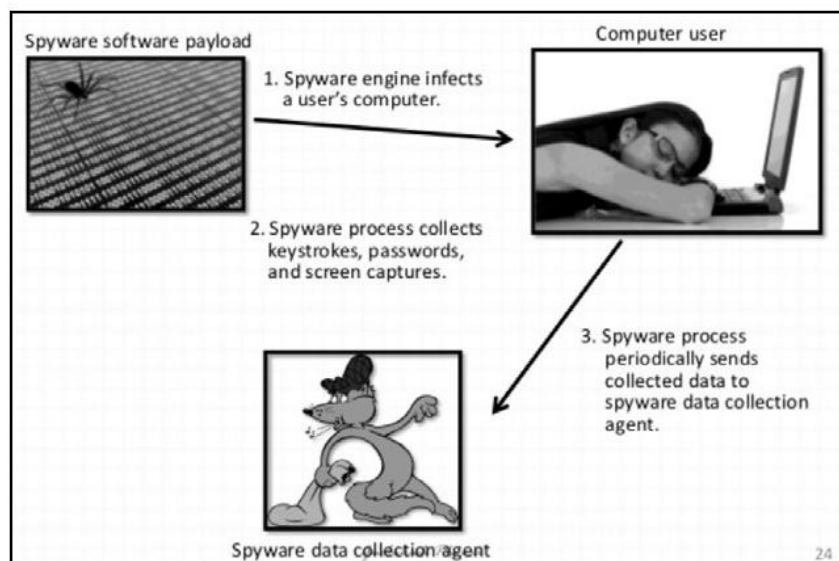 Spyware software payload
Computer user
1. Spyware engine infects
a user's computer.
2. Spyware process collects
keystrokes, passwords,
and screen captures.
3. Spyware process
periodically sends
collected data to
spyware data collection
agent.
Spyware data collection agent
24